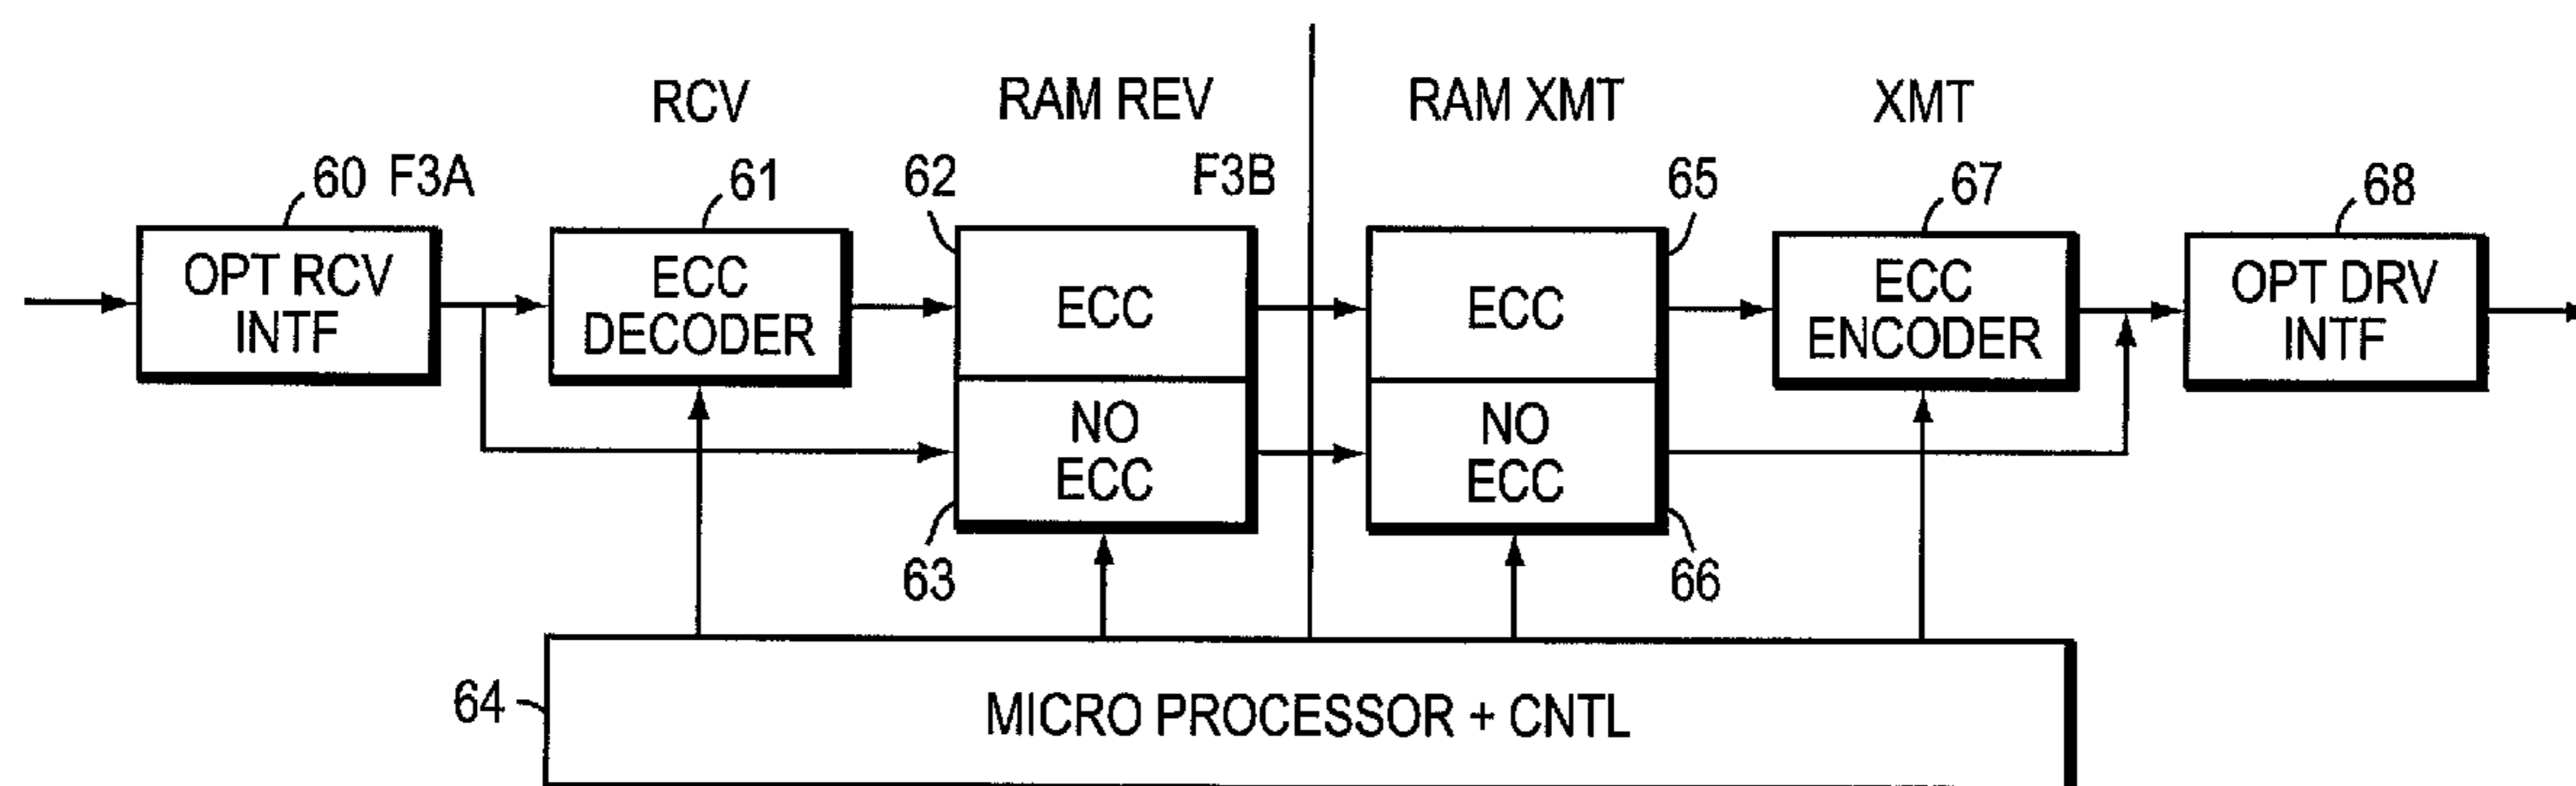 RCV
RAM REV
RAM XMT
XMT
60 F3A
61
62
F3B
65
67
68
OPT RCV
INTF
ECC
DECODER
ECC
ECC
ECC
ENCODER
OPT DRV
INTF
NO
ECC
NO
ECC
63
66
64
MICRO PROCESSOR + CNTL